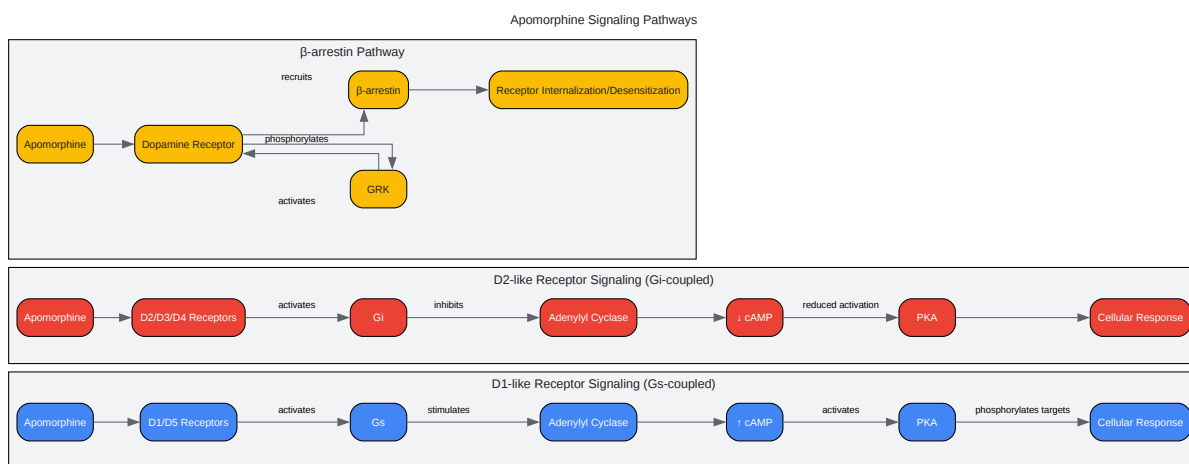 Apomorphine Signaling Pathways
β-arrestin Pathway
recruits
β-arrestin
Receptor Internalization/Desensitization
Apomorphine
Dopamine Receptor
phosphorylates
GRK
activates
D2-like Receptor Signaling (Gi-coupled)
Apomorphine
D2/D3/D4 Receptors
activates
Gi
inhibits
Adenylyl Cyclase
↓ cAMP
reduced activation
PKA
Cellular Response
D1-like Receptor Signaling (Gs-coupled)
Apomorphine
D1/D5 Receptors
activates
Gs
stimulates
Adenylyl Cyclase
↑ cAMP
activates
PKA
phosphorylates targets
Cellular Response